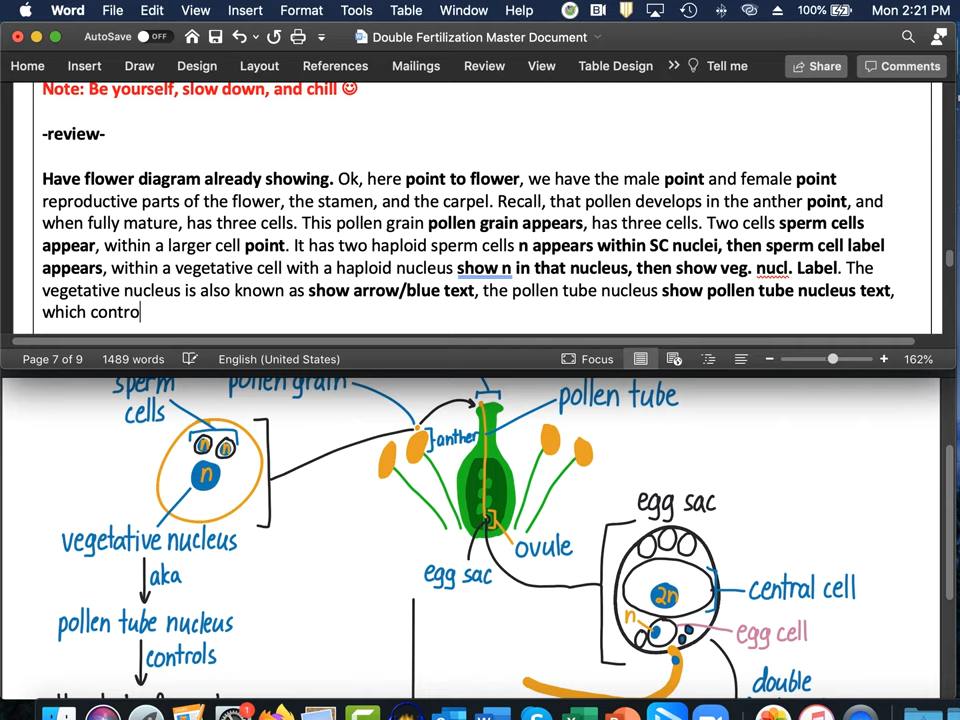 Word File Edit View Insert Format Tools Table Window Help 100% Mon 2:21 PM
AutoSave OFF Double Fertilization Master Document
Home Insert Draw Design Layout References Mailings Review View Table Design >> Tell me Share Comments
Note: Be yourself, slow down, and chill ☺
-review-
Have flower diagram already showing. Ok, here point to flower, we have the male point and female point
reproductive parts of the flower, the stamen, and the carpel. Recall, that pollen develops in the anther point, and
when fully mature, has three cells. This pollen grain pollen grain appears, has three cells. Two cells sperm cells
appear, within a larger cell point. It has two haploid sperm cells n appears within SC nuclei, then sperm cell label
appears, within a vegetative cell with a haploid nucleus show n in that nucleus, then show veg. nucl. Label. The
vegetative nucleus is also known as show arrow/blue text, the pollen tube nucleus show pollen tube nucleus text,
which contro
Page 7 of 9 1489 words English (United States) Focus 162%
sperm
cells
pollen grain
pollen tube
anther
n
n
n
vegetative nucleus
aka
pollen tube nucleus
controls
egg sac
ovule
egg sac
central cell
2n
n
egg cell
double